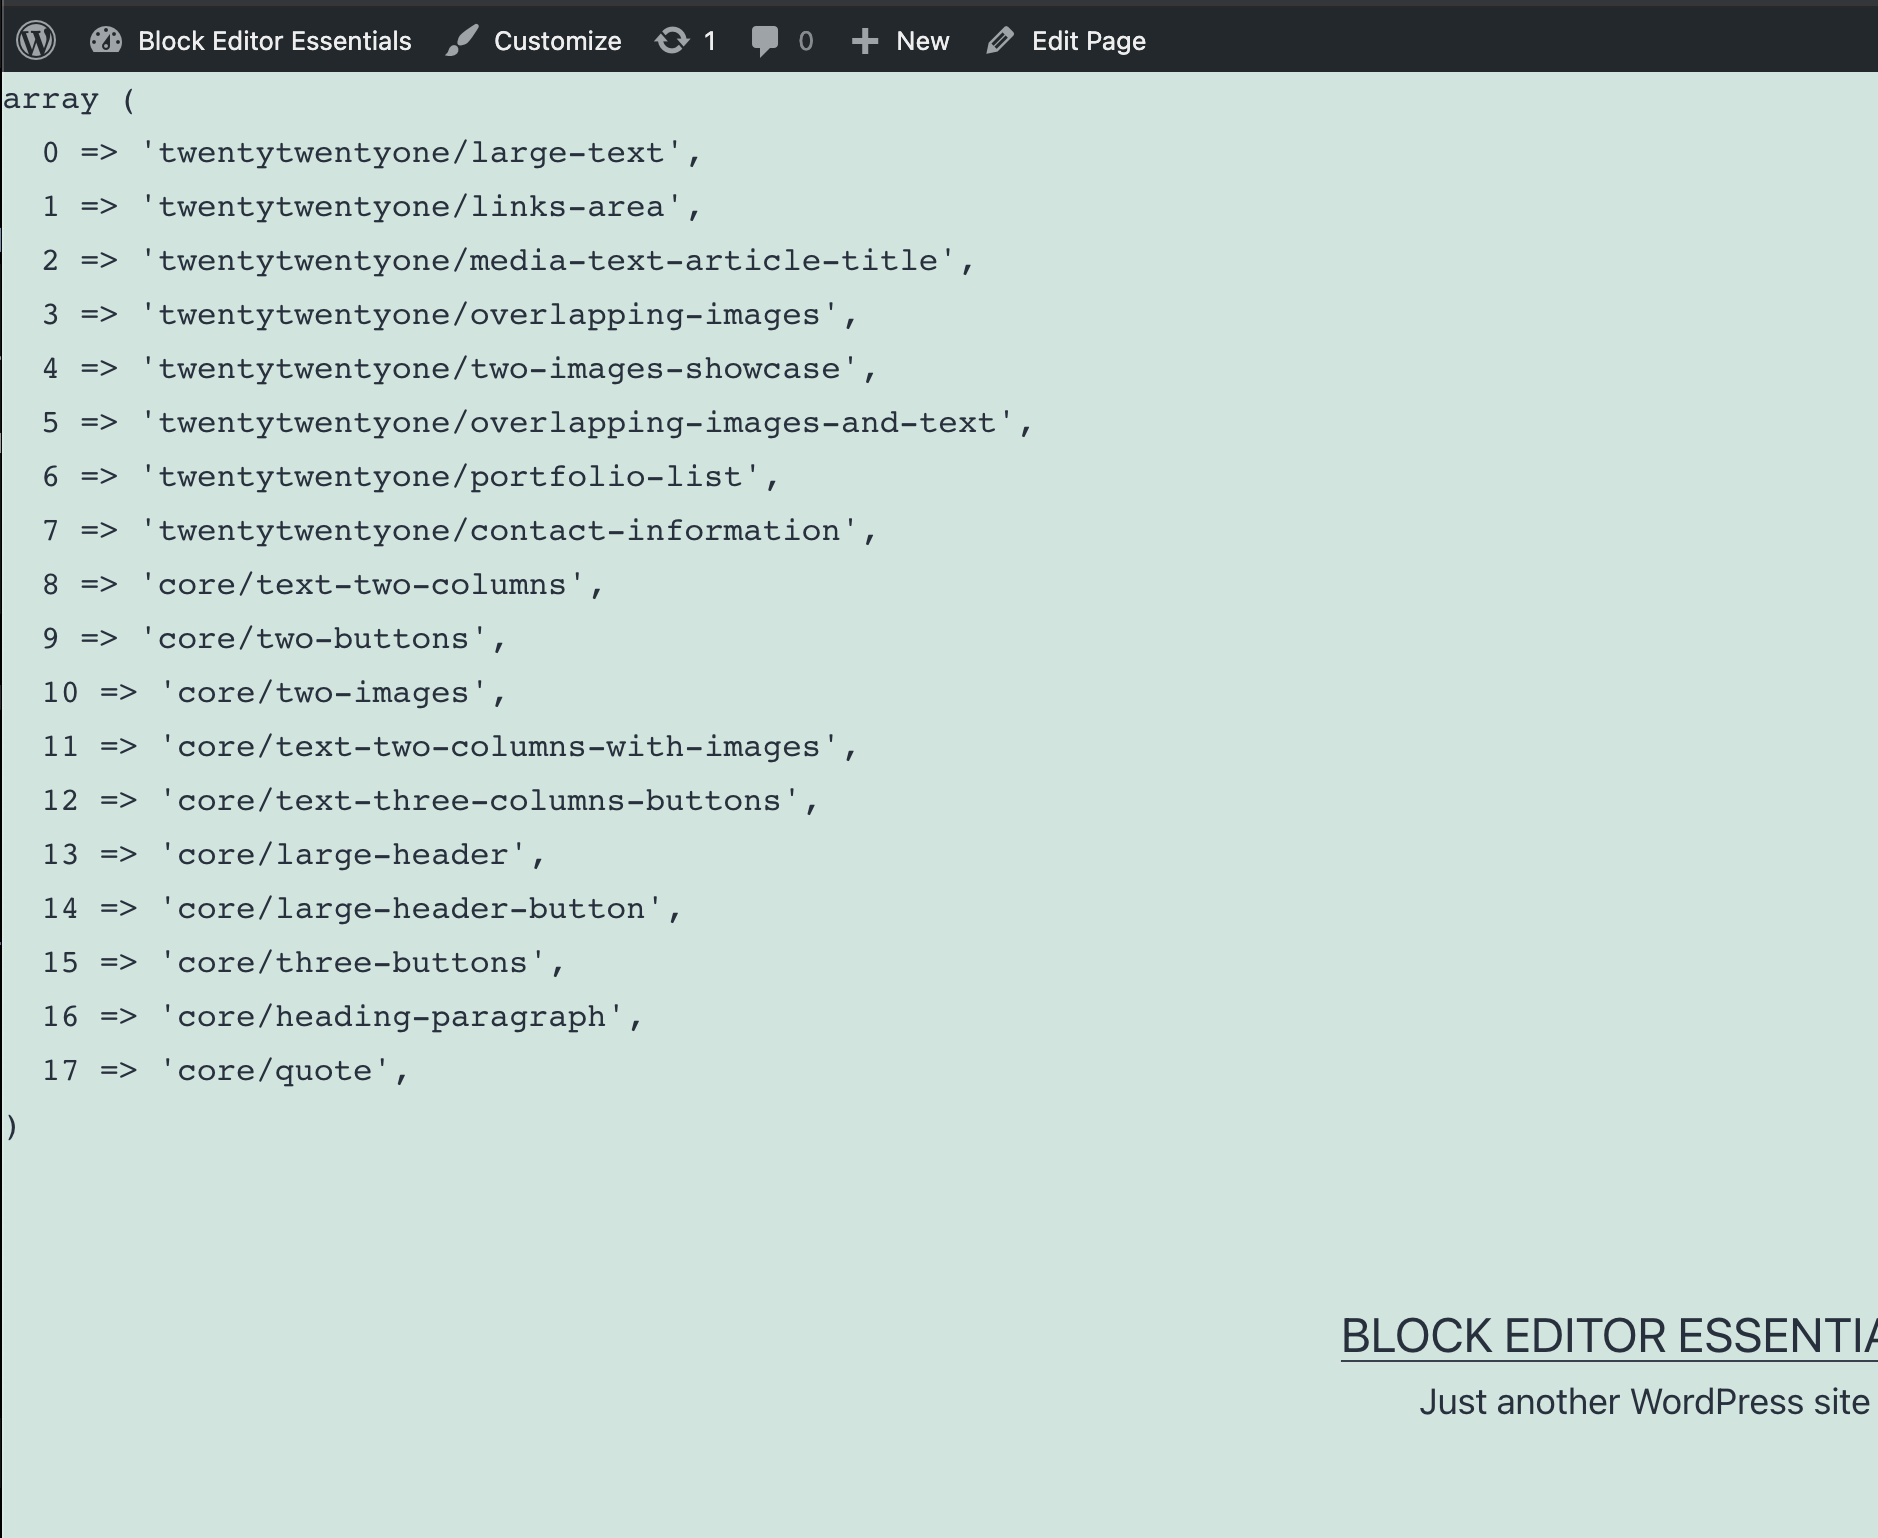 Block Editor Essentials Customize 1 0 New Edit Page
array (
  0 => 'twentytwentyone/large-text',
  1 => 'twentytwentyone/links-area',
  2 => 'twentytwentyone/media-text-article-title',
  3 => 'twentytwentyone/overlapping-images',
  4 => 'twentytwentyone/two-images-showcase',
  5 => 'twentytwentyone/overlapping-images-and-text',
  6 => 'twentytwentyone/portfolio-list',
  7 => 'twentytwentyone/contact-information',
  8 => 'core/text-two-columns',
  9 => 'core/two-buttons',
  10 => 'core/two-images',
  11 => 'core/text-two-columns-with-images',
  12 => 'core/text-three-columns-buttons',
  13 => 'core/large-header',
  14 => 'core/large-header-button',
  15 => 'core/three-buttons',
  16 => 'core/heading-paragraph',
  17 => 'core/quote',
)
BLOCK EDITOR ESSENTIA
Just another WordPress site